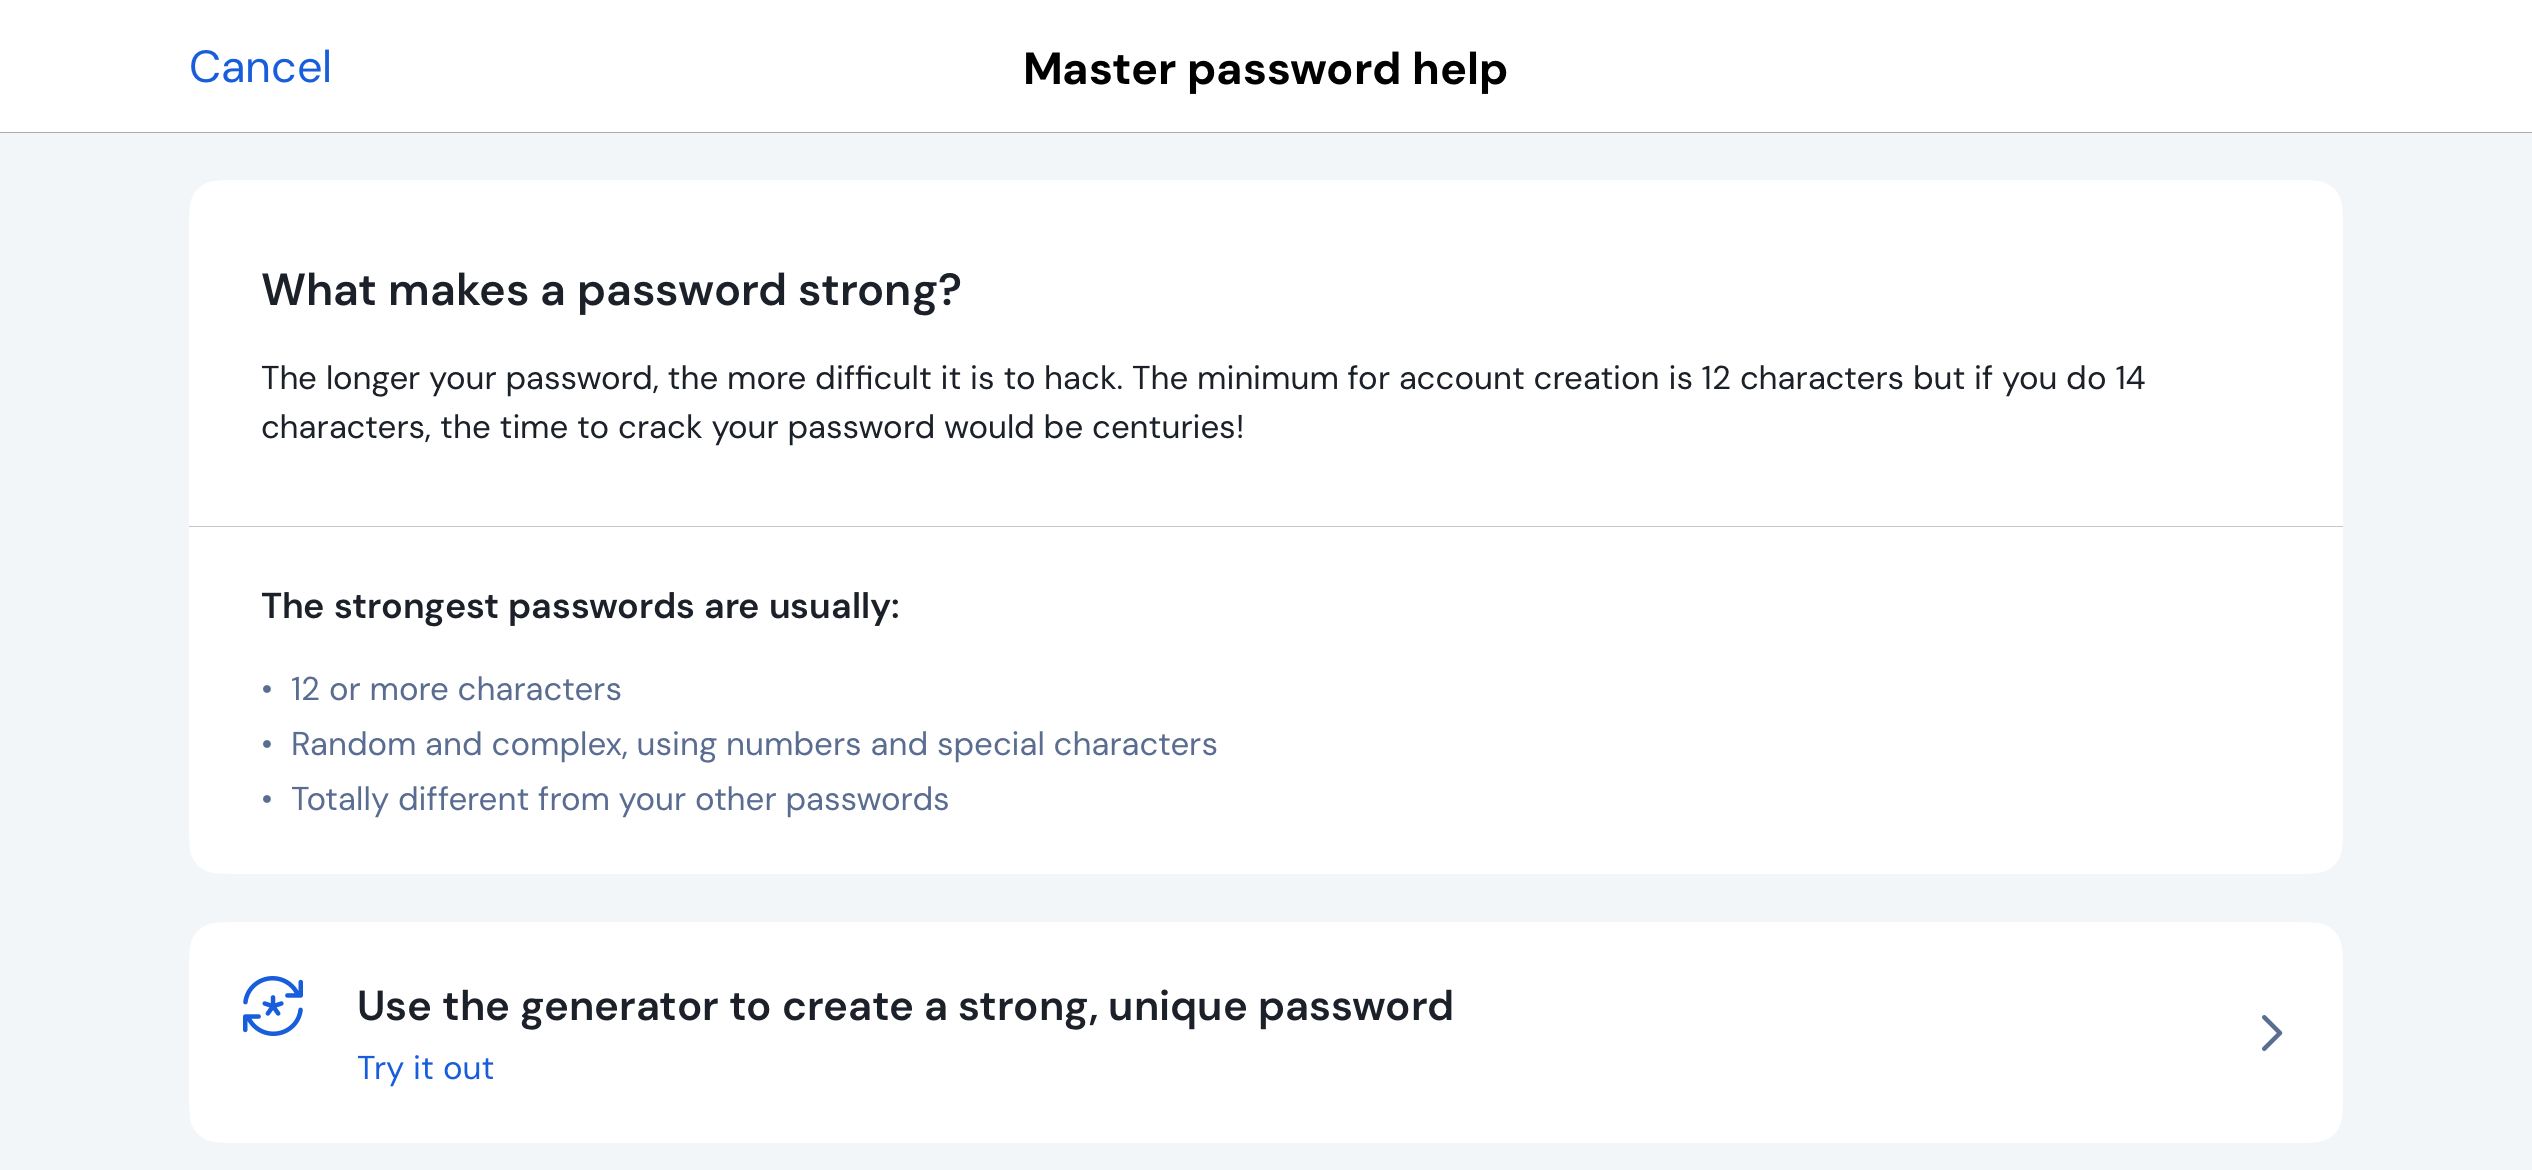 Cancel
Master password help
What makes a password strong?
The longer your password, the more difficult it is to hack. The minimum for account creation is 12 characters but if you do 14
characters, the time to crack your password would be centuries!
The strongest passwords are usually:
• 12 or more characters
• Random and complex, using numbers and special characters
• Totally different from your other passwords
Use the generator to create a strong, unique password
Try it out